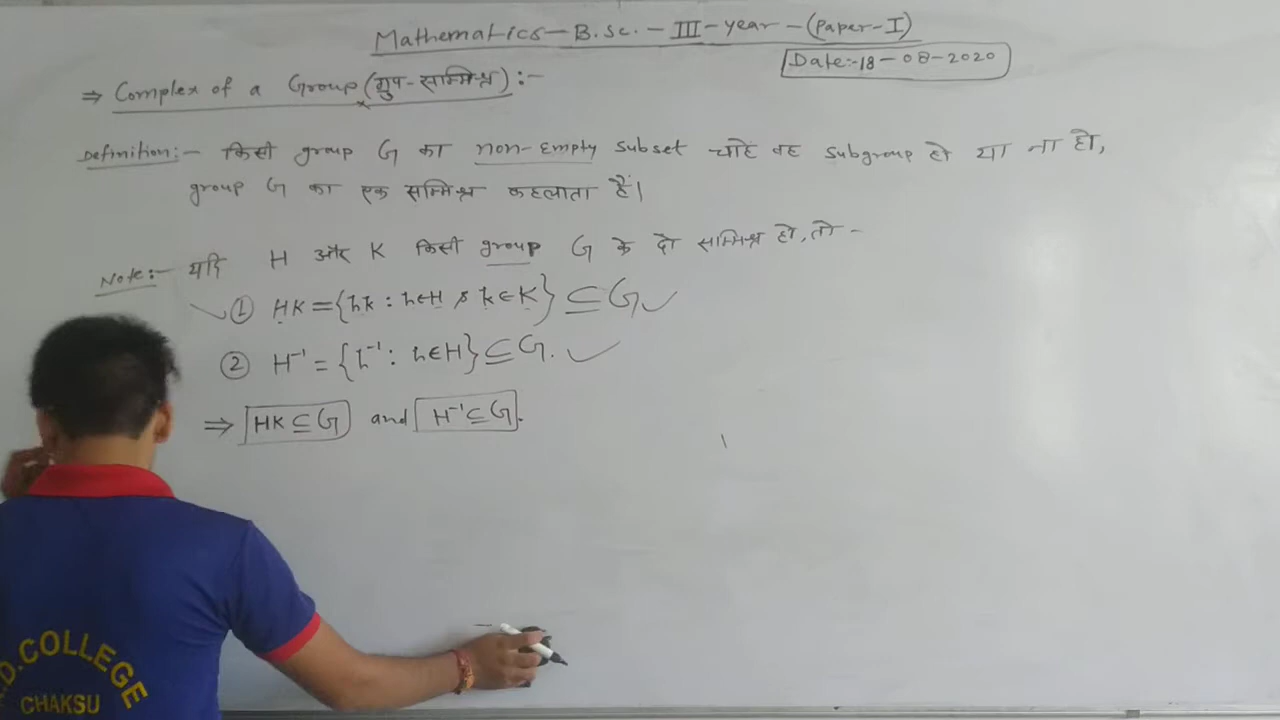 Mathematics-B.Sc.-III-year-(Paper-I)
Date:-18-08-2020
⇒ Complex of a Group (ग्रुप-सम्मिश्र):-
Definition:- किसी group G का non-Empty subset चाहे वह subgroup हो या ना हो,
group G का एक सम्मिश्र कहलाता हैं।
Note:- यदि H और K किसी group G के दो सम्मिश्र हो, तो-
① HK={hk : h∈H & k∈K} ⊆ G
② H⁻¹={h⁻¹ : h∈H} ⊆ G.
⇒ HK⊆G and H⁻¹⊆G.
D.COLLEGE
CHAKSU